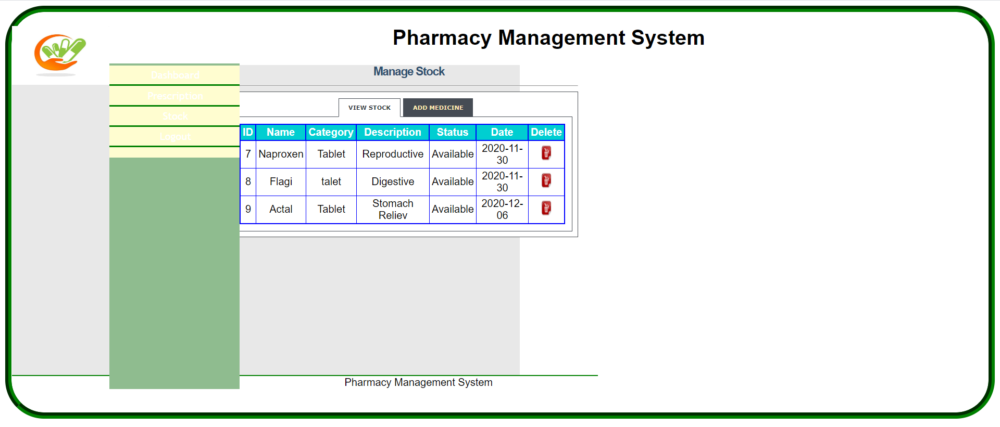 Pharmacy Management System
Dashboard
Prescription
Stock
Logout
Manage Stock
VIEW STOCK ADD MEDICINE
ID Name Category Description Status Date Delete
7 Naproxen Tablet Reproductive Available 2020-11-
30
8 Flagi talet Digestive Available 2020-11-
30
9 Actal Tablet Stomach Reliev Available 2020-12-
06
Pharmacy Management System